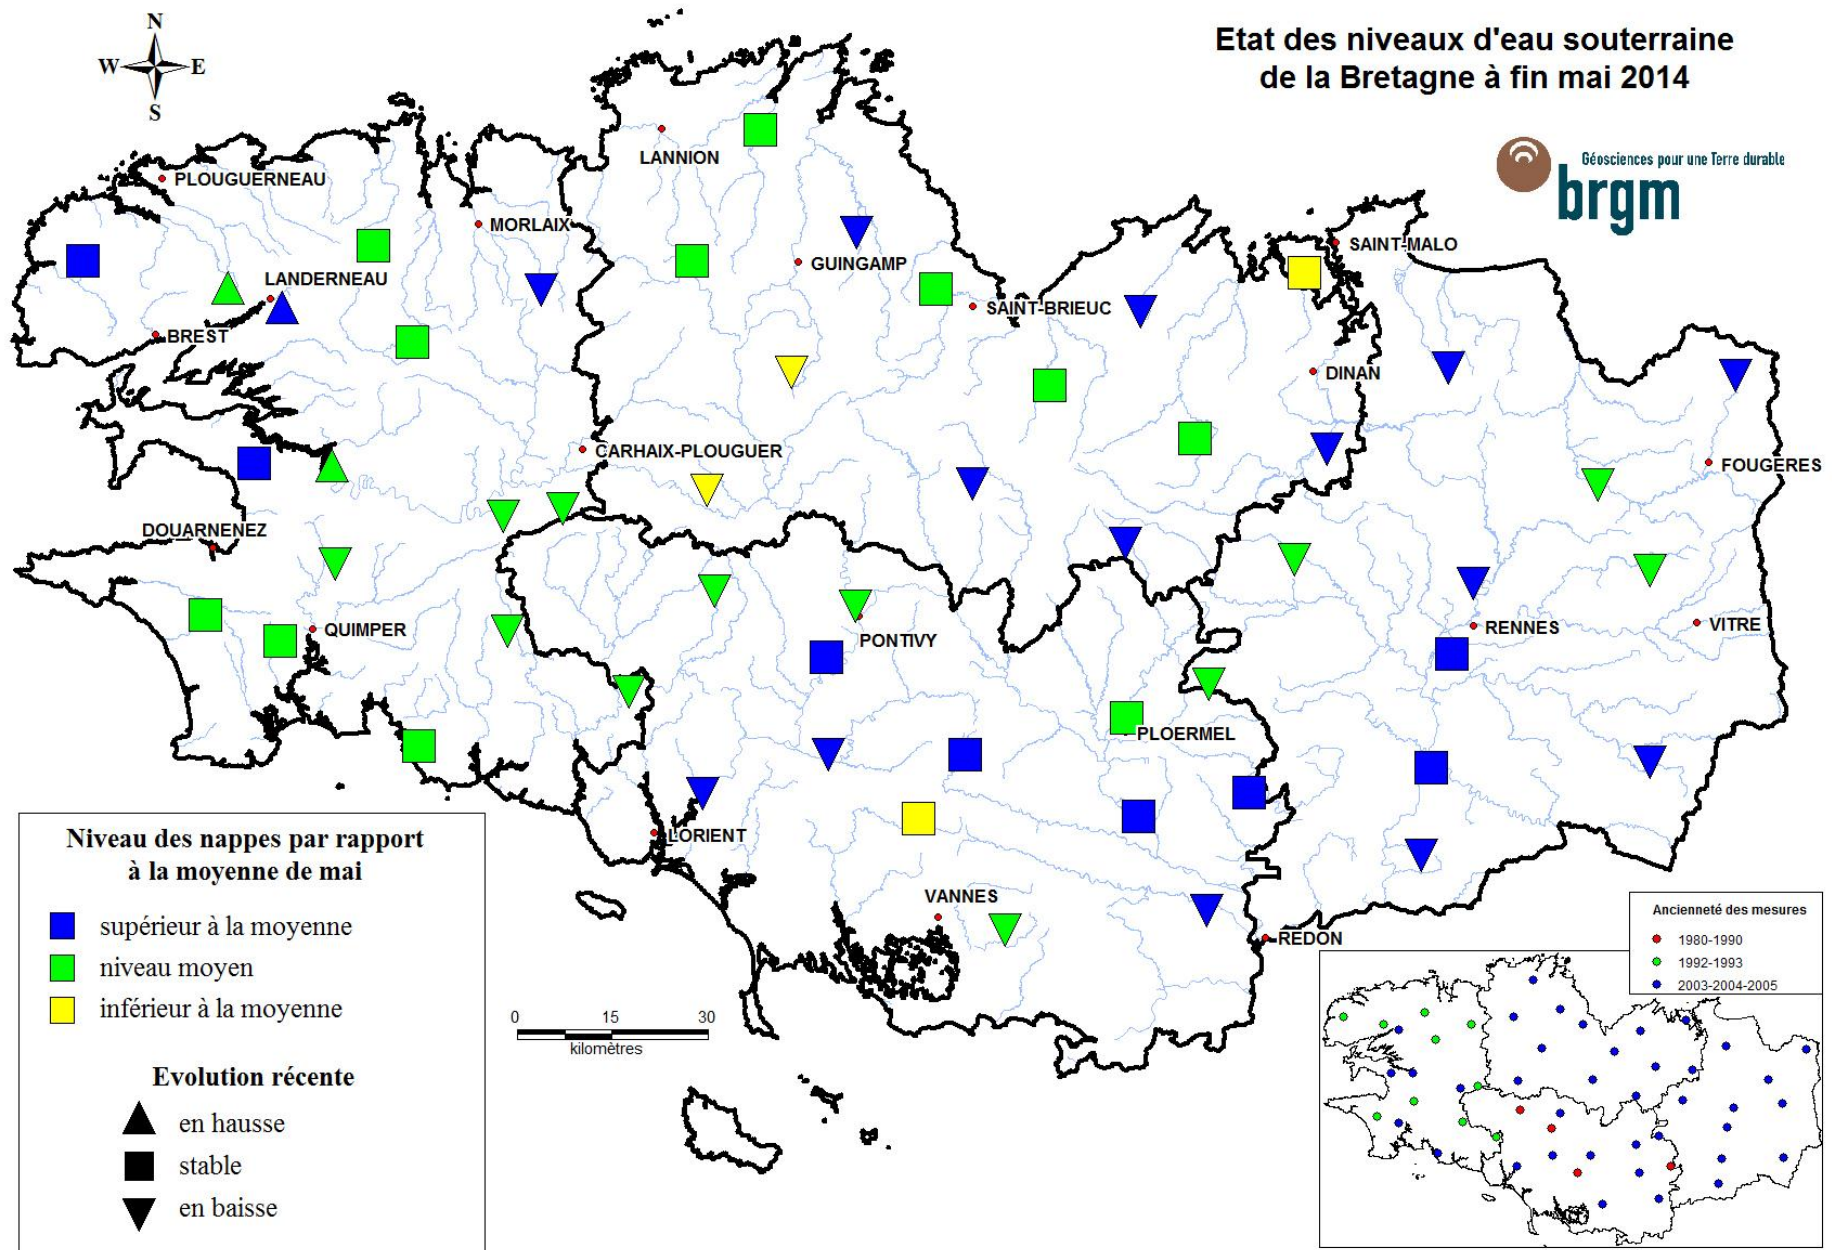 N
W E
S
Etat des niveaux d'eau souterraine
de la Bretagne à fin mai 2014
Géosciences pour une Terre durable
brgm
LANNION
PLOUGUERNEAU
MORLAIX
GUINGAMP
SAINT-MALO
LANDERNEAU
SAINT-BRIEUC
BREST
DINAN
CARHAIX-PLOUGUER
FOUGERES
DOUARNENEZ
QUIMPER
PONTIVY
RENNES
VITRE
PLOERMEL
LORIENT
VANNES
REDON
Niveau des nappes par rapport
à la moyenne de mai
supérieur à la moyenne
niveau moyen
inférieur à la moyenne
Evolution récente
en hausse
stable
en baisse
0 15 30
kilomètres
Ancienneté des mesures
1980-1990
1992-1993
2003-2004-2005